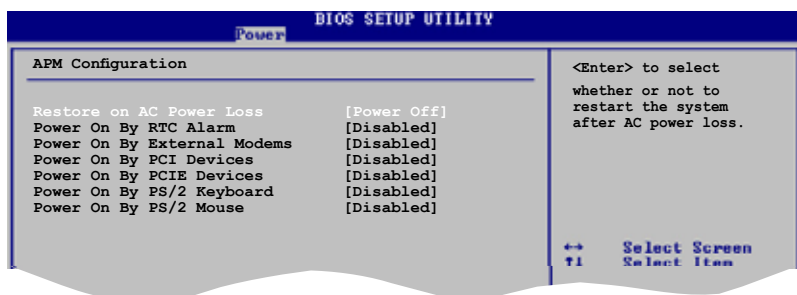 BIOS SETUP UTILITY
Power
APM Configuration
Restore on AC Power Loss [Power Off]
Power On By RTC Alarm [Disabled]
Power On By External Modems [Disabled]
Power On By PCI Devices [Disabled]
Power On By PCIE Devices [Disabled]
Power On By PS/2 Keyboard [Disabled]
Power On By PS/2 Mouse [Disabled]
<Enter> to select
whether or not to
restart the system
after AC power loss.
↔ Select Screen
↑↓ Select Item